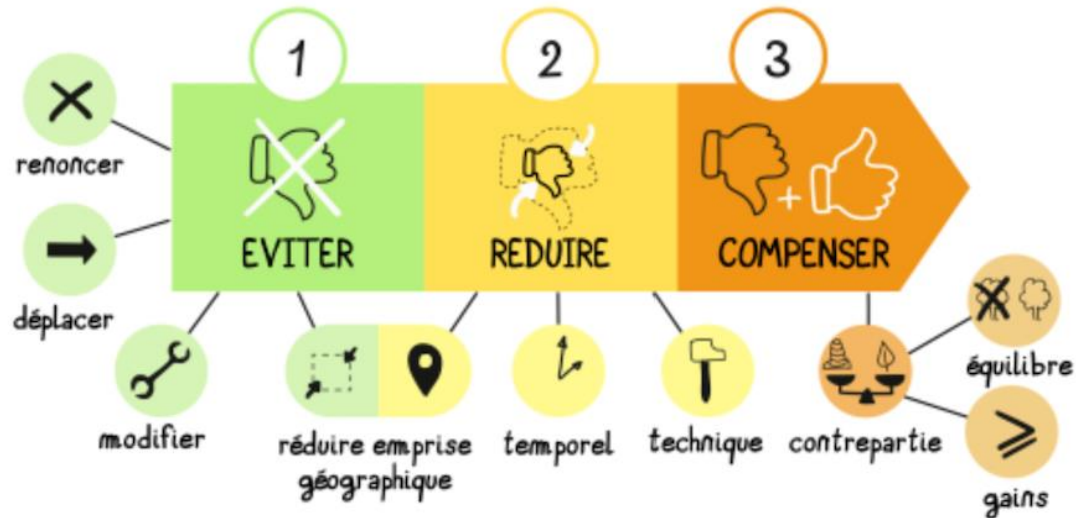 1
2
3
renoncer
EVITER
REDUIRE
COMPENSER
déplacer
modifier
réduire emprise
géographique
temporel
technique
contrepartie
équilibre
gains